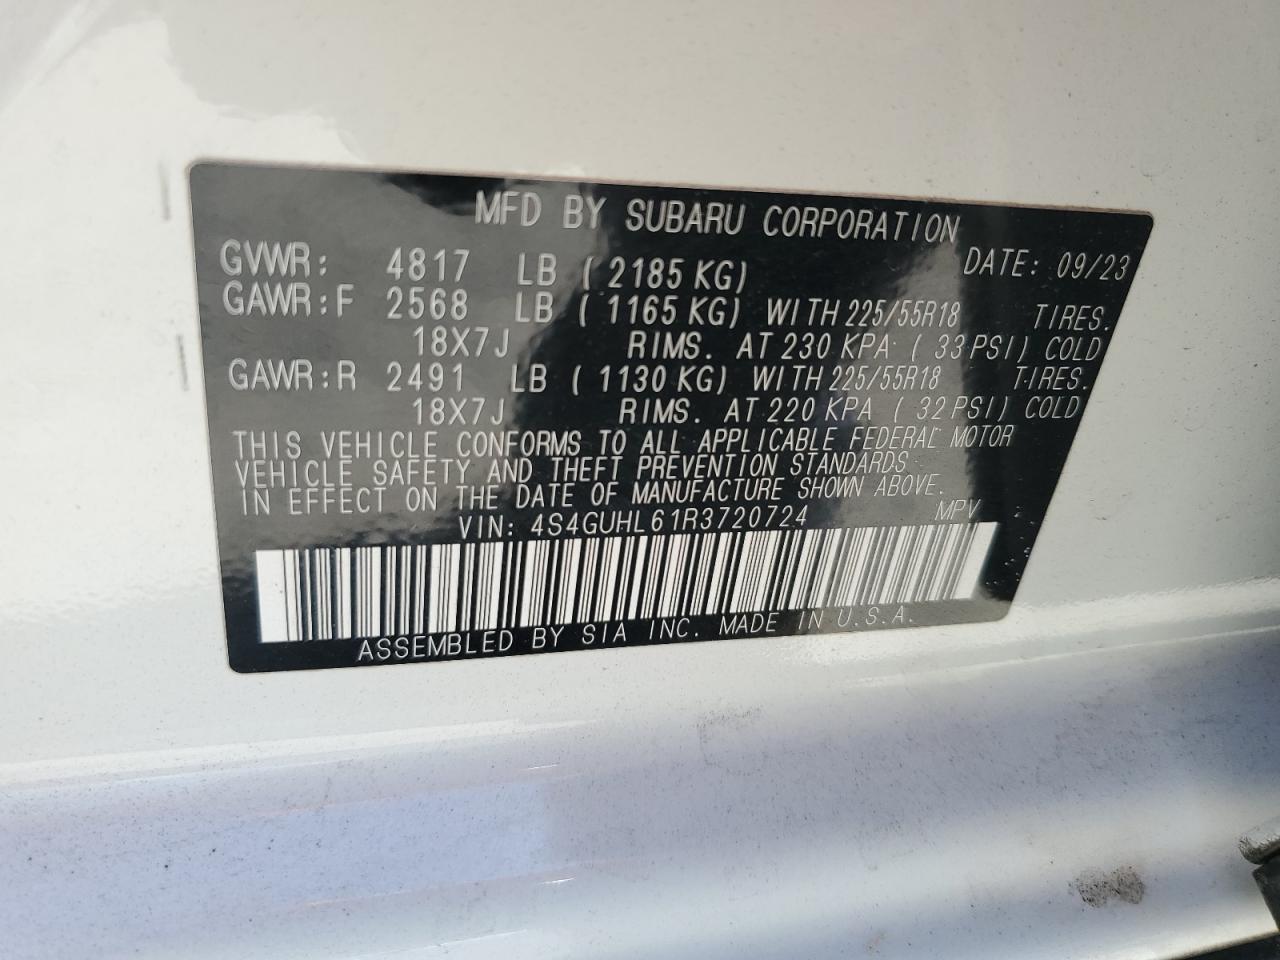 MFD BY SUBARU CORPORATION
GVWR: 4817 LB (2185 KG) DATE: 09/23
GAWR:F 2568 LB (1165 KG) WITH 225/55R18 TIRES.
18X7J RIMS. AT 230 KPA (33 PSI) COLD
GAWR:R 2491 LB (1130 KG) WITH 225/55R18 TIRES.
18X7J RIMS. AT 220 KPA (32 PSI) COLD
THIS VEHICLE CONFORMS TO ALL APPLICABLE FEDERAL MOTOR
VEHICLE SAFETY AND THEFT PREVENTION STANDARDS
IN EFFECT ON THE DATE OF MANUFACTURE SHOWN ABOVE.
VIN: 4S4GUHL61R3720724 MPV
ASSEMBLED BY SIA INC. MADE IN U.S.A.